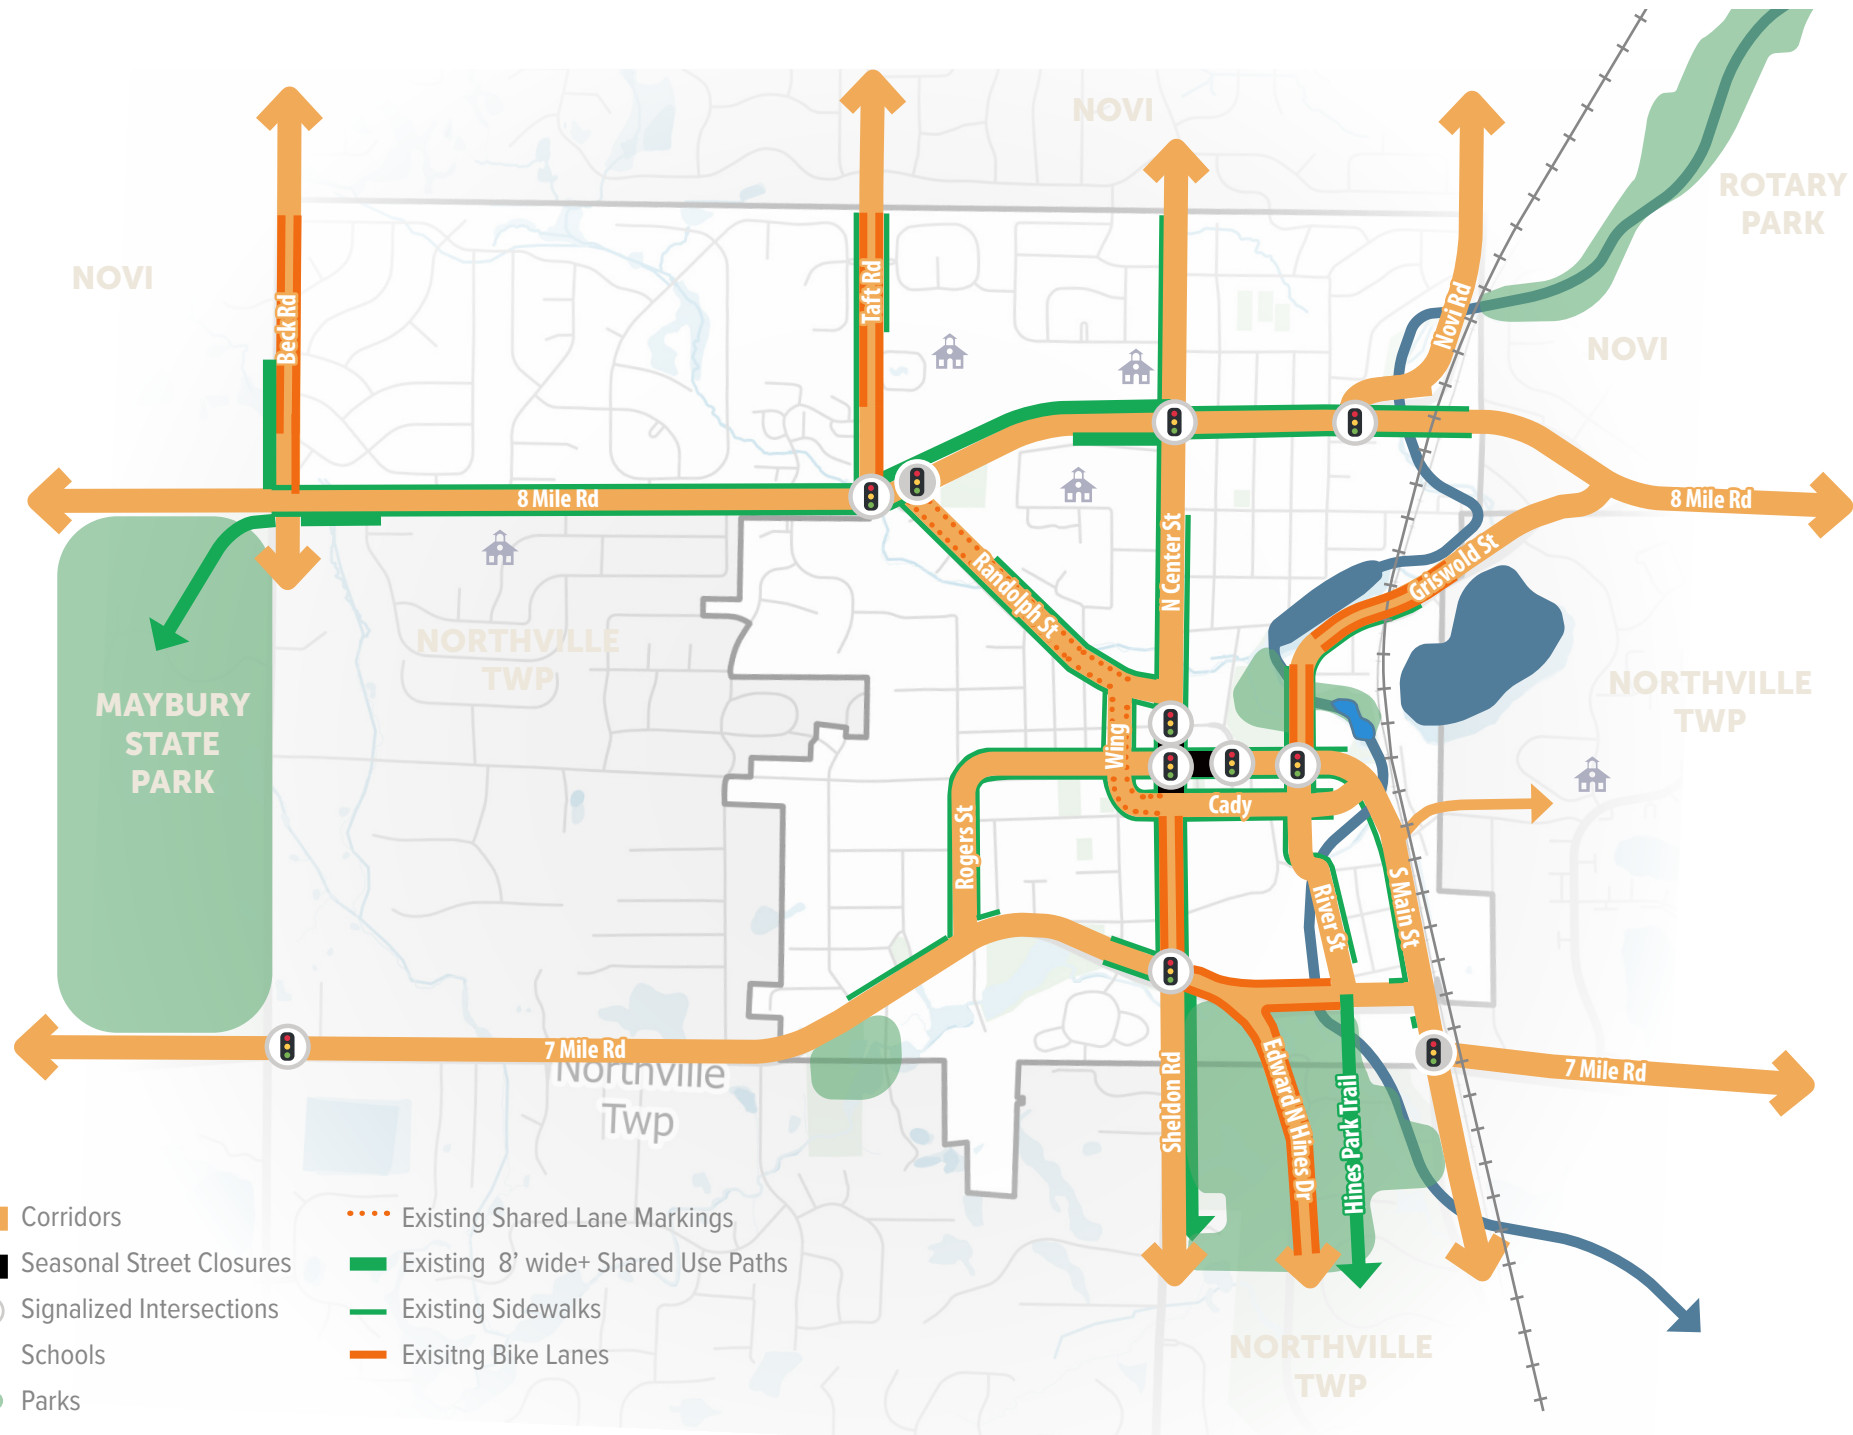 NOVI
ROTARY
PARK
NOVI
Taft Rd
Beck Rd
Novi Rd
NOVI
8 Mile Rd
8 Mile Rd
N Center St
Griswold St
Randolph St
NORTHVILLE
TWP
NORTHVILLE
TWP
MAYBURY
STATE
PARK
Wing
Cady
Rogers St
S Main St
River St
7 Mile Rd
Northville
Twp
7 Mile Rd
Sheldon Rd
Edward N Hines Dr
Hines Park Trail
Corridors
Seasonal Street Closures
Signalized Intersections
Schools
Parks
Existing Shared Lane Markings
Existing 8' wide+ Shared Use Paths
Existing Sidewalks
Exisitng Bike Lanes
NORTHVILLE
TWP